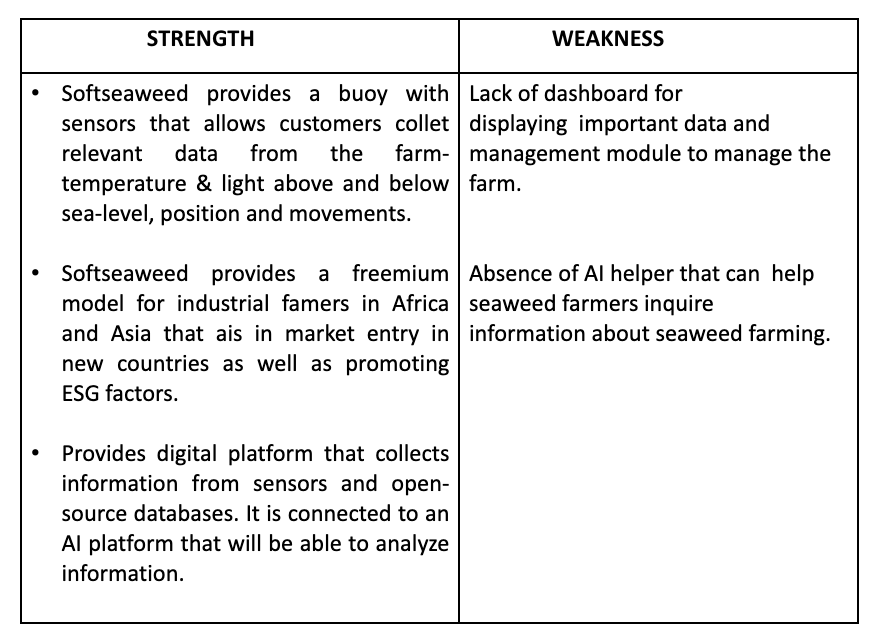 STRENGTH
WEAKNESS
• Softseaweed provides a buoy with
sensors that allows customers collet
relevant data from the farm-
temperature & light above and below
sea-level, position and movements.
• Softseaweed provides a freemium
model for industrial famers in Africa
and Asia that ais in market entry in
new countries as well as promoting
ESG factors.
• Provides digital platform that collects
information from sensors and open-
source databases. It is connected to an
AI platform that will be able to analyze
information.
Lack of dashboard for
displaying important data and
management module to manage the
farm.
Absence of AI helper that can help
seaweed farmers inquire
information about seaweed farming.